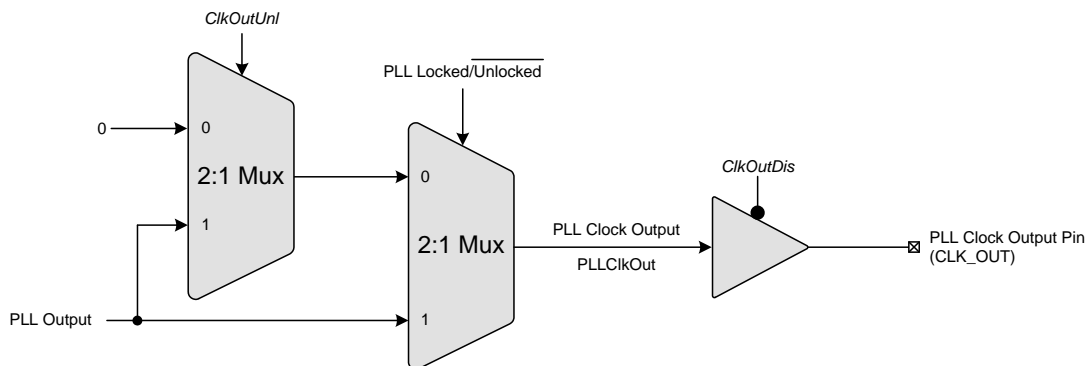 ClkOutUnl
PLL Locked/Unlocked
0
0
2:1 Mux
0
ClkOutDis
1
2:1 Mux
PLL Clock Output
PLLClkOut
PLL Clock Output Pin
(CLK_OUT)
PLL Output
1